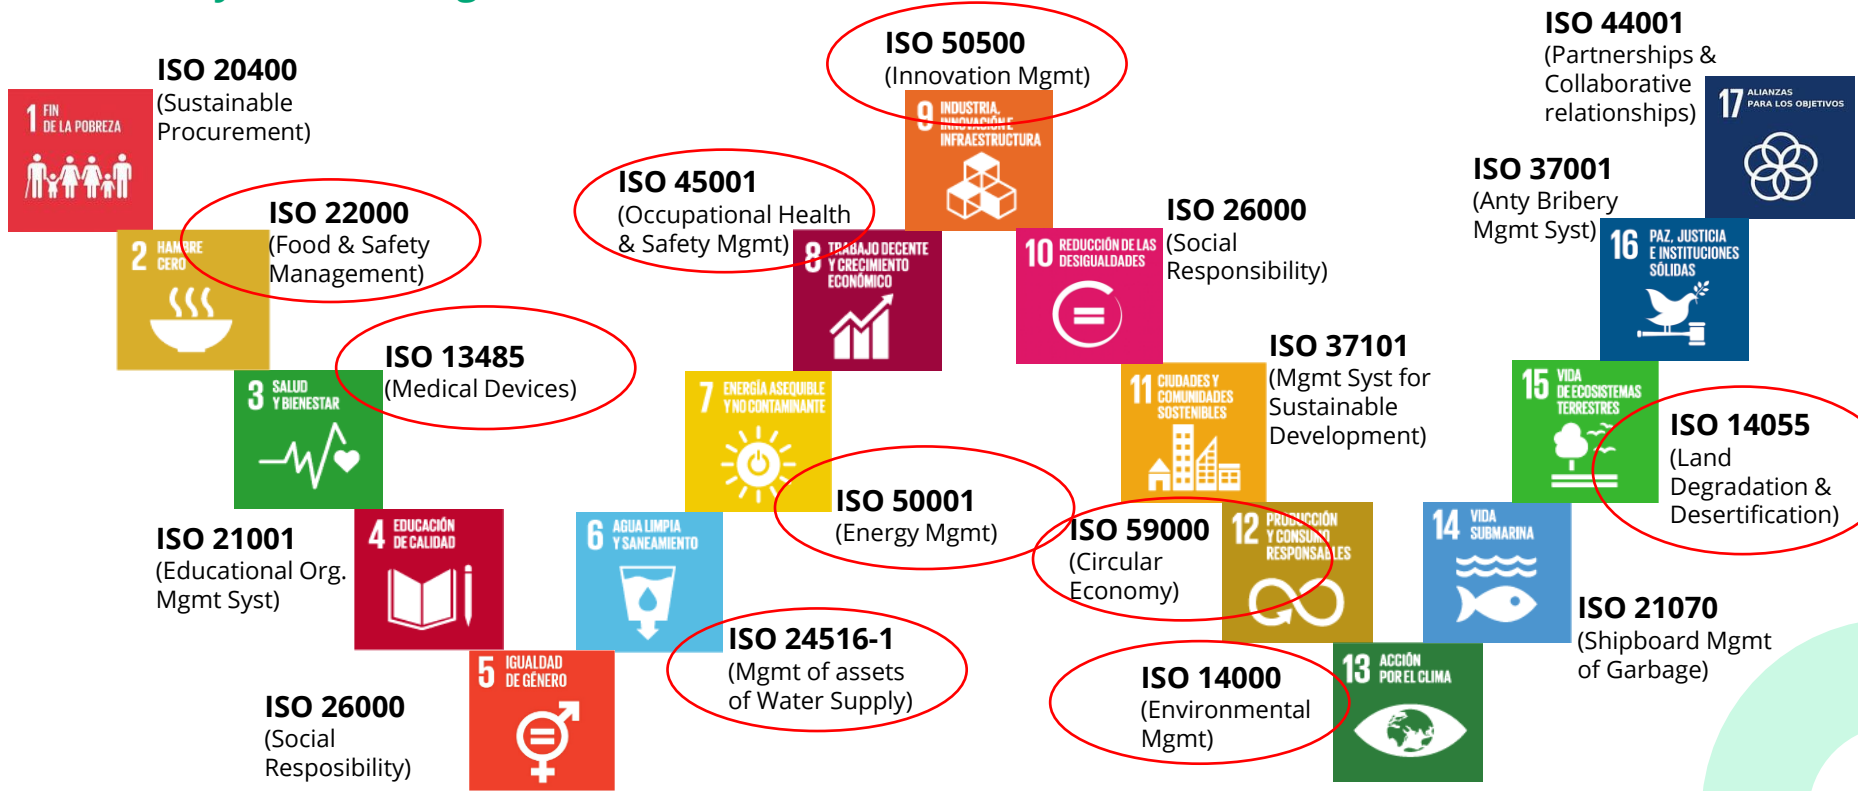 ISO 20400
(Sustainable
Procurement)
1 FIN
DE LA POBREZA
ISO 22000
(Food & Safety
Management)
2 HAMBRE
CERO
ISO 13485
(Medical Devices)
3 SALUD
Y BIENESTAR
ISO 21001
(Educational Org.
Mgmt Syst)
4 EDUCACIÓN
DE CALIDAD
ISO 26000
(Social
Resposibility)
5 IGUALDAD
DE GÉNERO
6 AGUA LIMPIA
Y SANEAMIENTO
ISO 24516-1
(Mgmt of assets
of Water Supply)
7 ENERGÍA ASEQUIBLE
Y NO CONTAMINANTE
ISO 50001
(Energy Mgmt)
ISO 45001
(Occupational Health
& Safety Mgmt)
8 TRABAJO DECENTE
Y CRECIMIENTO
ECONÓMICO
ISO 50500
(Innovation Mgmt)
9 INDUSTRIA,
INNOVACIÓN E
INFRAESTRUCTURA
ISO 26000
(Social
Responsibility)
10 REDUCCIÓN DE LAS
DESIGUALDADES
ISO 37101
(Mgmt Syst for
Sustainable
Development)
11 CIUDADES Y
COMUNIDADES
SOSTENIBLES
ISO 59000
(Circular
Economy)
12 PRODUCCIÓN
Y CONSUMO
RESPONSABLES
ISO 14000
(Environmental
Mgmt)
13 ACCIÓN
POR EL CLIMA
14 VIDA
SUBMARINA
ISO 21070
(Shipboard Mgmt
of Garbage)
15 VIDA
DE ECOSISTEMAS
TERRESTRES
ISO 14055
(Land
Degradation &
Desertification)
ISO 37001
(Anty Bribery
Mgmt Syst)
16 PAZ, JUSTICIA
E INSTITUCIONES
SÓLIDAS
ISO 44001
(Partnerships &
Collaborative
relationships)
17 ALIANZAS
PARA LOS OBJETIVOS